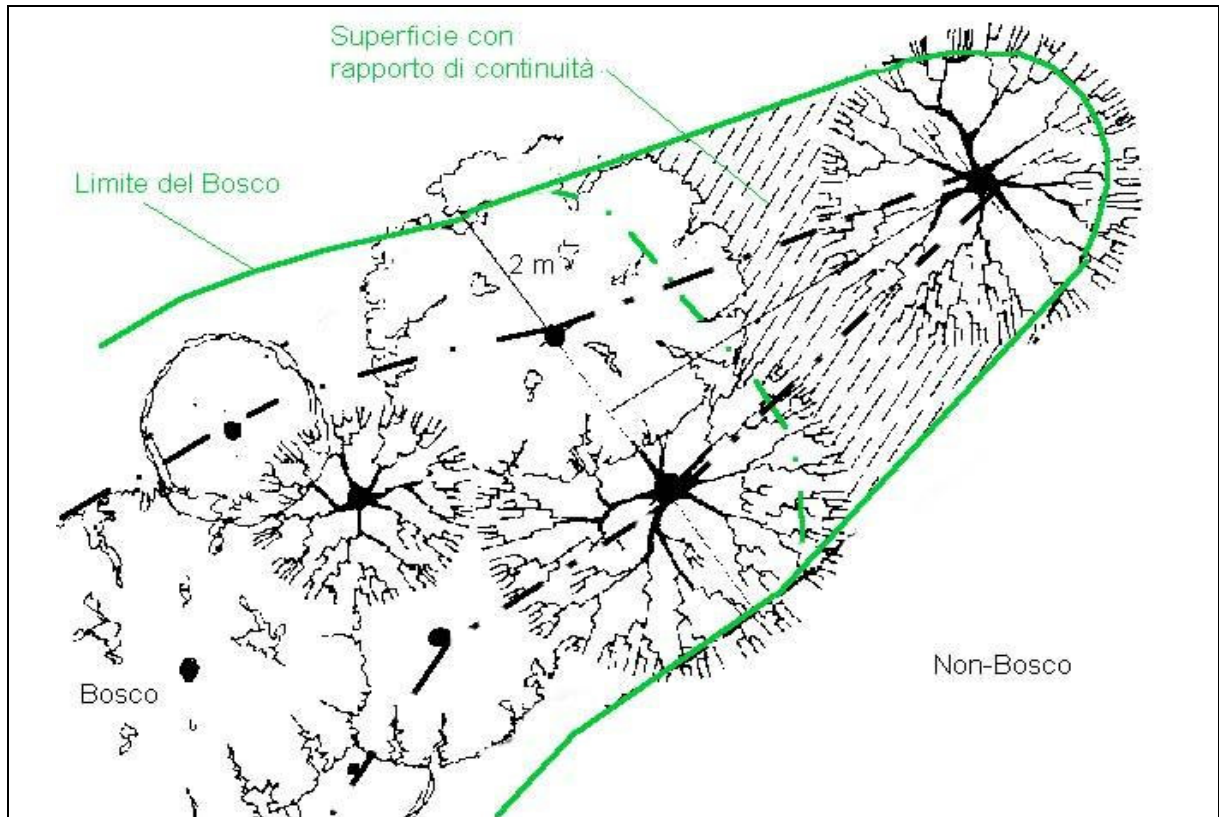 Superficie con
rapporto di continuità
Limite del Bosco
2 m
Bosco
Non-Bosco